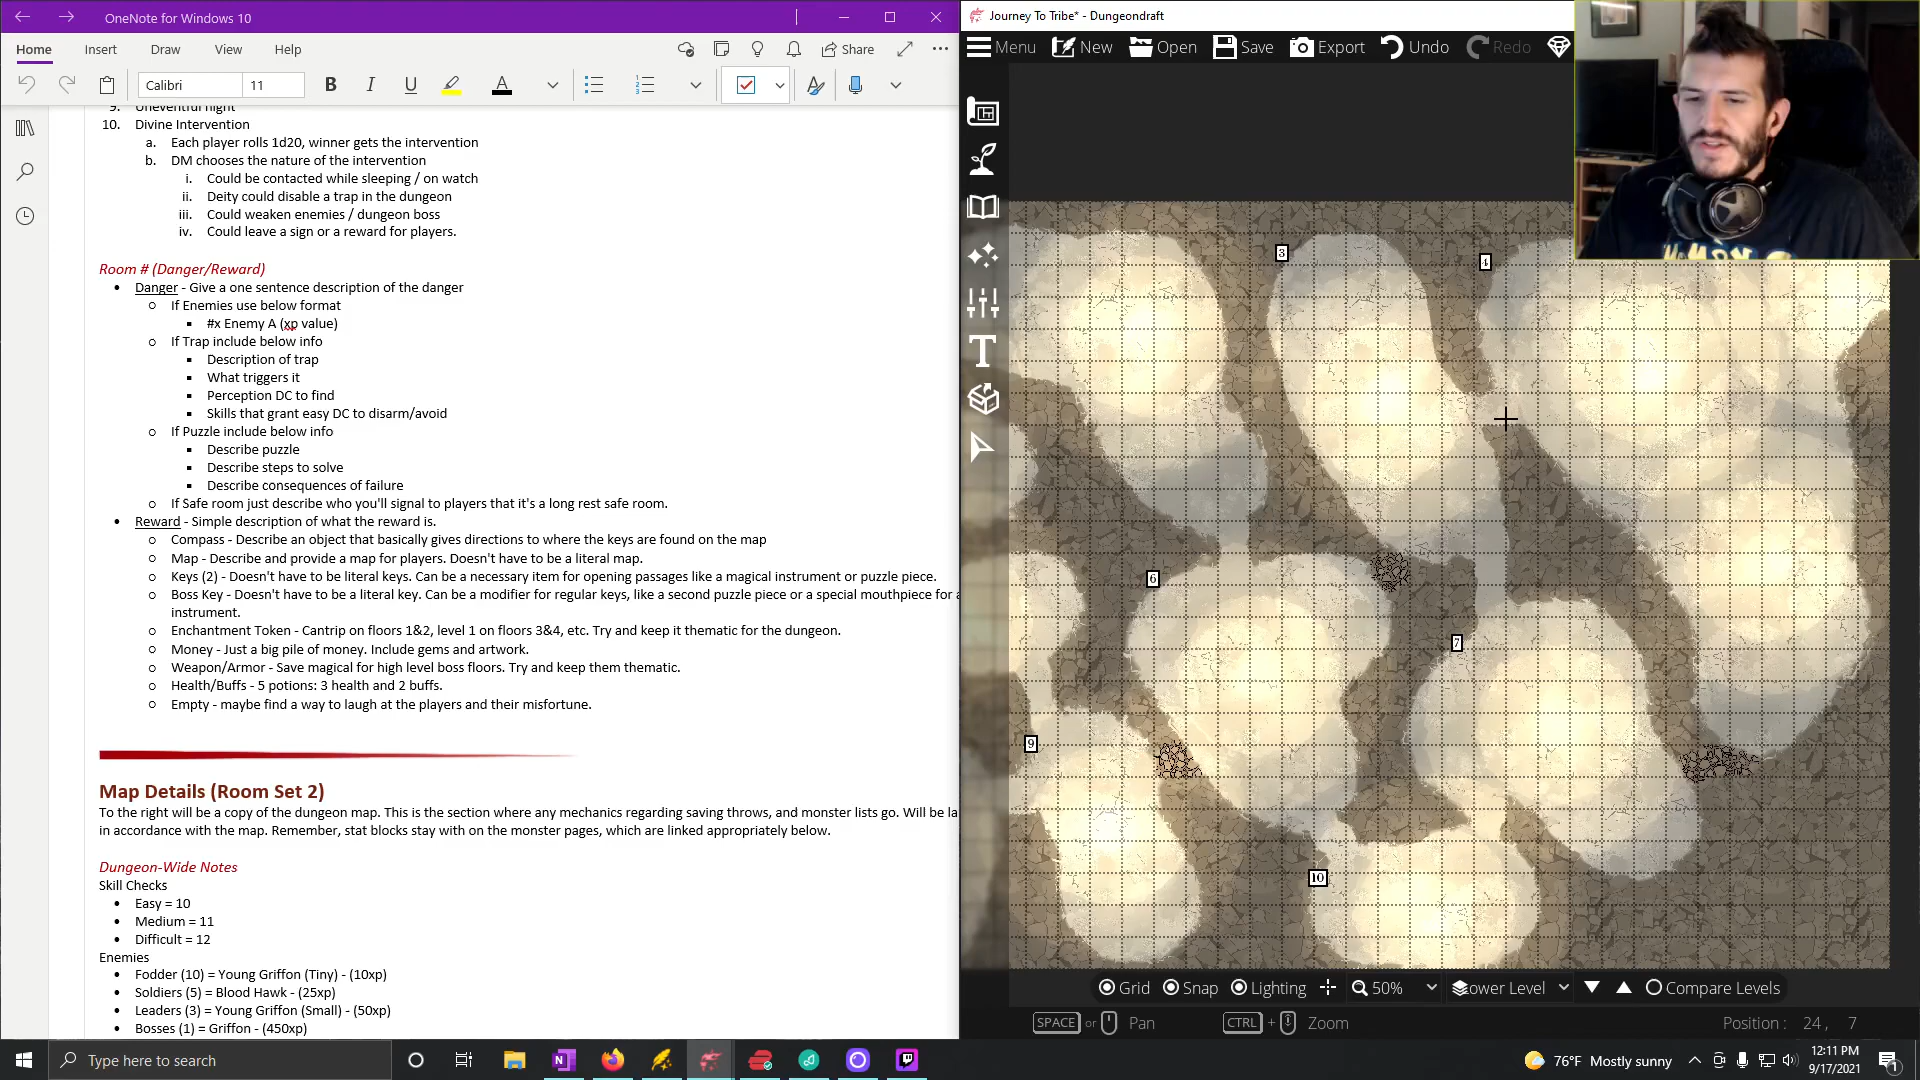 OneNote for Windows 10
Home Insert Draw View Help Share
Calibri 11 B I U A
9. Uneventful night
10. Divine Intervention
a. Each player rolls 1d20, winner gets the intervention
b. DM chooses the nature of the intervention
i. Could be contacted while sleeping / on watch
ii. Deity could disable a trap in the dungeon
iii. Could weaken enemies / dungeon boss
iv. Could leave a sign or a reward for players.
Room # (Danger/Reward)
Danger - Give a one sentence description of the danger
If Enemies use below format
#x Enemy A (xp value)
If Trap include below info
Description of trap
What triggers it
Perception DC to find
Skills that grant easy DC to disarm/avoid
If Puzzle include below info
Describe puzzle
Describe steps to solve
Describe consequences of failure
If Safe room just describe who you'll signal to players that it's a long rest safe room.
Reward - Simple description of what the reward is.
Compass - Describe an object that basically gives directions to where the keys are found on the map
Map - Describe and provide a map for players. Doesn't have to be a literal map.
Keys (2) - Doesn't have to be literal keys. Can be a necessary item for opening passages like a magical instrument or puzzle piece.
Boss Key - Doesn't have to be a literal key. Can be a modifier for regular keys, like a second puzzle piece or a special mouthpiece for a
instrument.
Enchantment Token - Cantrip on floors 1&2, level 1 on floors 3&4, etc. Try and keep it thematic for the dungeon.
Money - Just a big pile of money. Include gems and artwork.
Weapon/Armor - Save magical for high level boss floors. Try and keep them thematic.
Health/Buffs - 5 potions: 3 health and 2 buffs.
Empty - maybe find a way to laugh at the players and their misfortune.
Map Details (Room Set 2)
To the right will be a copy of the dungeon map. This is the section where any mechanics regarding saving throws, and monster lists go. Will be la
in accordance with the map. Remember, stat blocks stay with on the monster pages, which are linked appropriately below.
Dungeon-Wide Notes
Skill Checks
Easy = 10
Medium = 11
Difficult = 12
Enemies
Fodder (10) = Young Griffon (Tiny) - (10xp)
Soldiers (5) = Blood Hawk - (25xp)
Leaders (3) = Young Griffon (Small) - (50xp)
Bosses (1) = Griffon - (450xp)
Journey To Tribe* - Dungeondraft
Menu New Open Save Export Undo Redo
T
3
4
6
7
9
10
Grid Snap Lighting 50% ower Level Compare Levels
SPACE or Pan CTRL + Zoom Position : 24, 7
Type here to search
76°F Mostly sunny
12:11 PM
9/17/2021
1